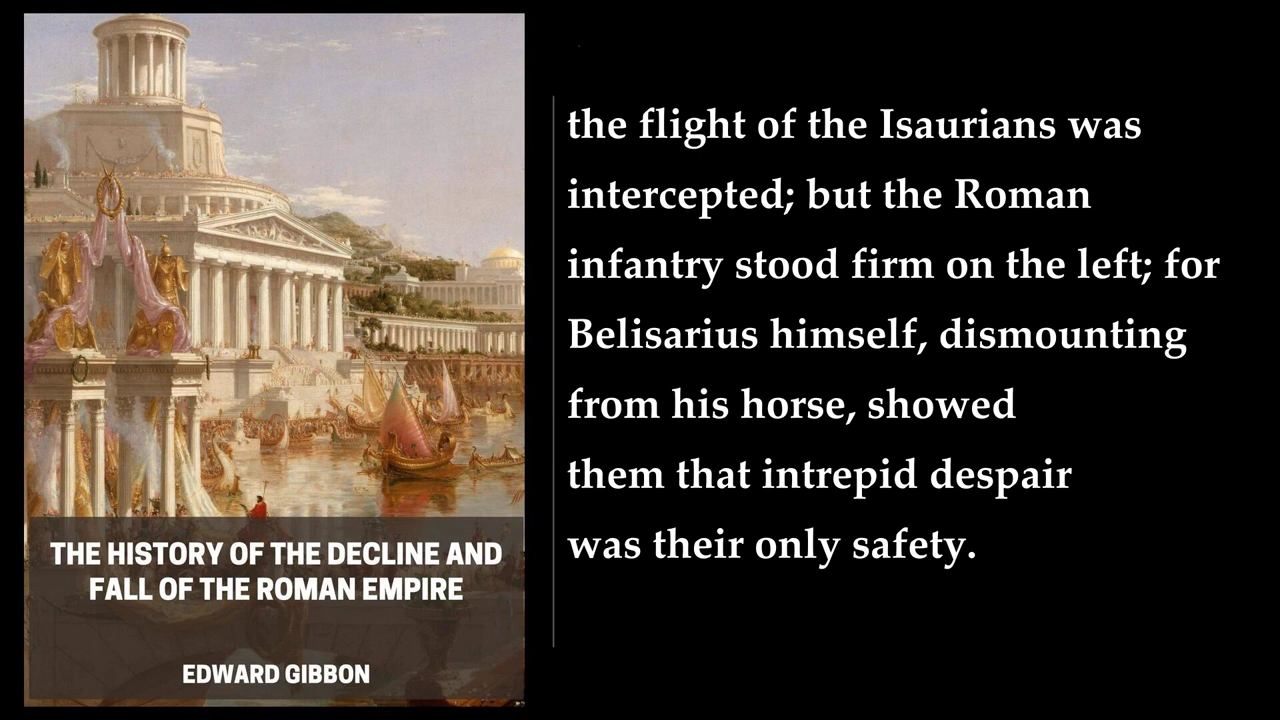 THE HISTORY OF THE DECLINE AND
FALL OF THE ROMAN EMPIRE
EDWARD GIBBON
the flight of the Isaurians was
intercepted; but the Roman
infantry stood firm on the left; for
Belisarius himself, dismounting
from his horse, showed
them that intrepid despair
was their only safety.